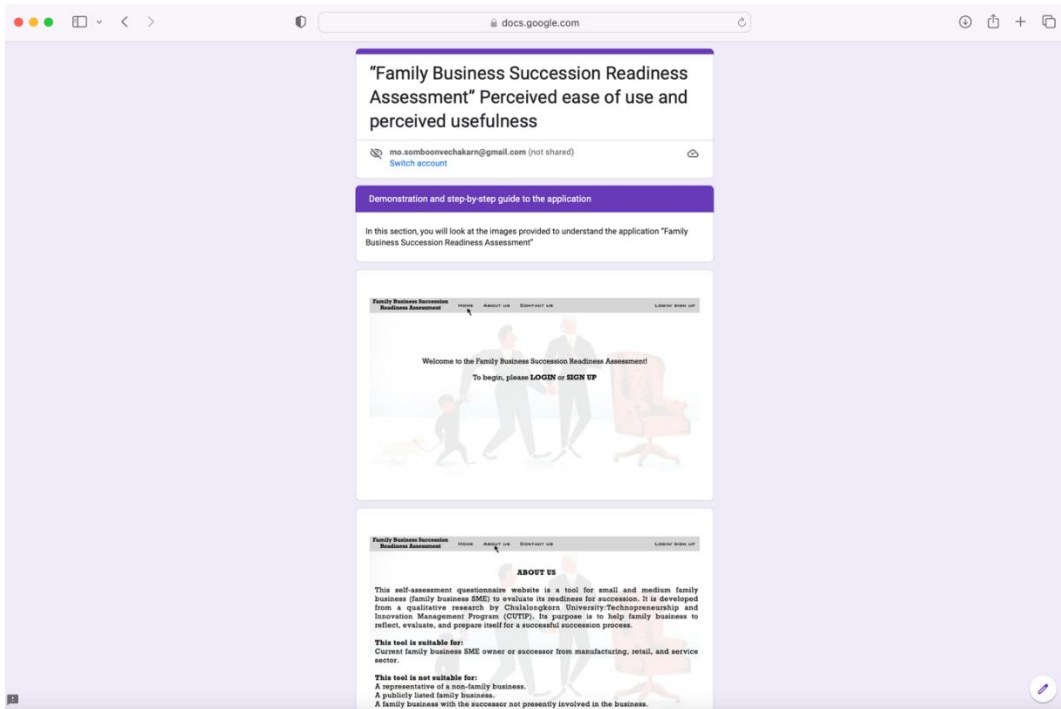 docs.google.com
“Family Business Succession Readiness
Assessment” Perceived ease of use and
perceived usefulness
mo.somboonvechakarn@gmail.com (not shared)
Switch account
Demonstration and step-by-step guide to the application
In this section, you will look at the images provided to understand the application “Family
Business Succession Readiness Assessment”
Family Business Succession
Readiness Assessment
HOME ABOUT US CONTACT US LOGIN/ SIGN UP
Welcome to the Family Business Succession Readiness Assessment!
To begin, please LOGIN or SIGN UP
Family Business Succession
Readiness Assessment
HOME ABOUT US CONTACT US LOGIN/ SIGN UP
ABOUT US
This self-assessment questionnaire website is a tool for small and medium family
business (family business SME) to evaluate its readiness for succession. It is developed
from a qualitative research by Chulalongkorn University:Technopreneurship and
Innovation Management Program (CUTIP). Its purpose is to help family business to
reflect, evaluate, and prepare itself for a successful succession process.
This tool is suitable for:
Current family business SME owner or successor from manufacturing, retail, and service
sector.
This tool is not suitable for:
A representative of a non-family business.
A publicly listed family business.
A family business with the successor not presently involved in the business.